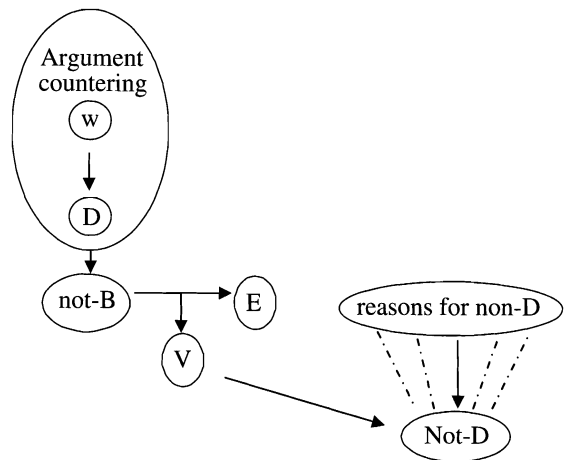 Argument
countering
w
D
not-B
E
reasons for non-D
V
Not-D